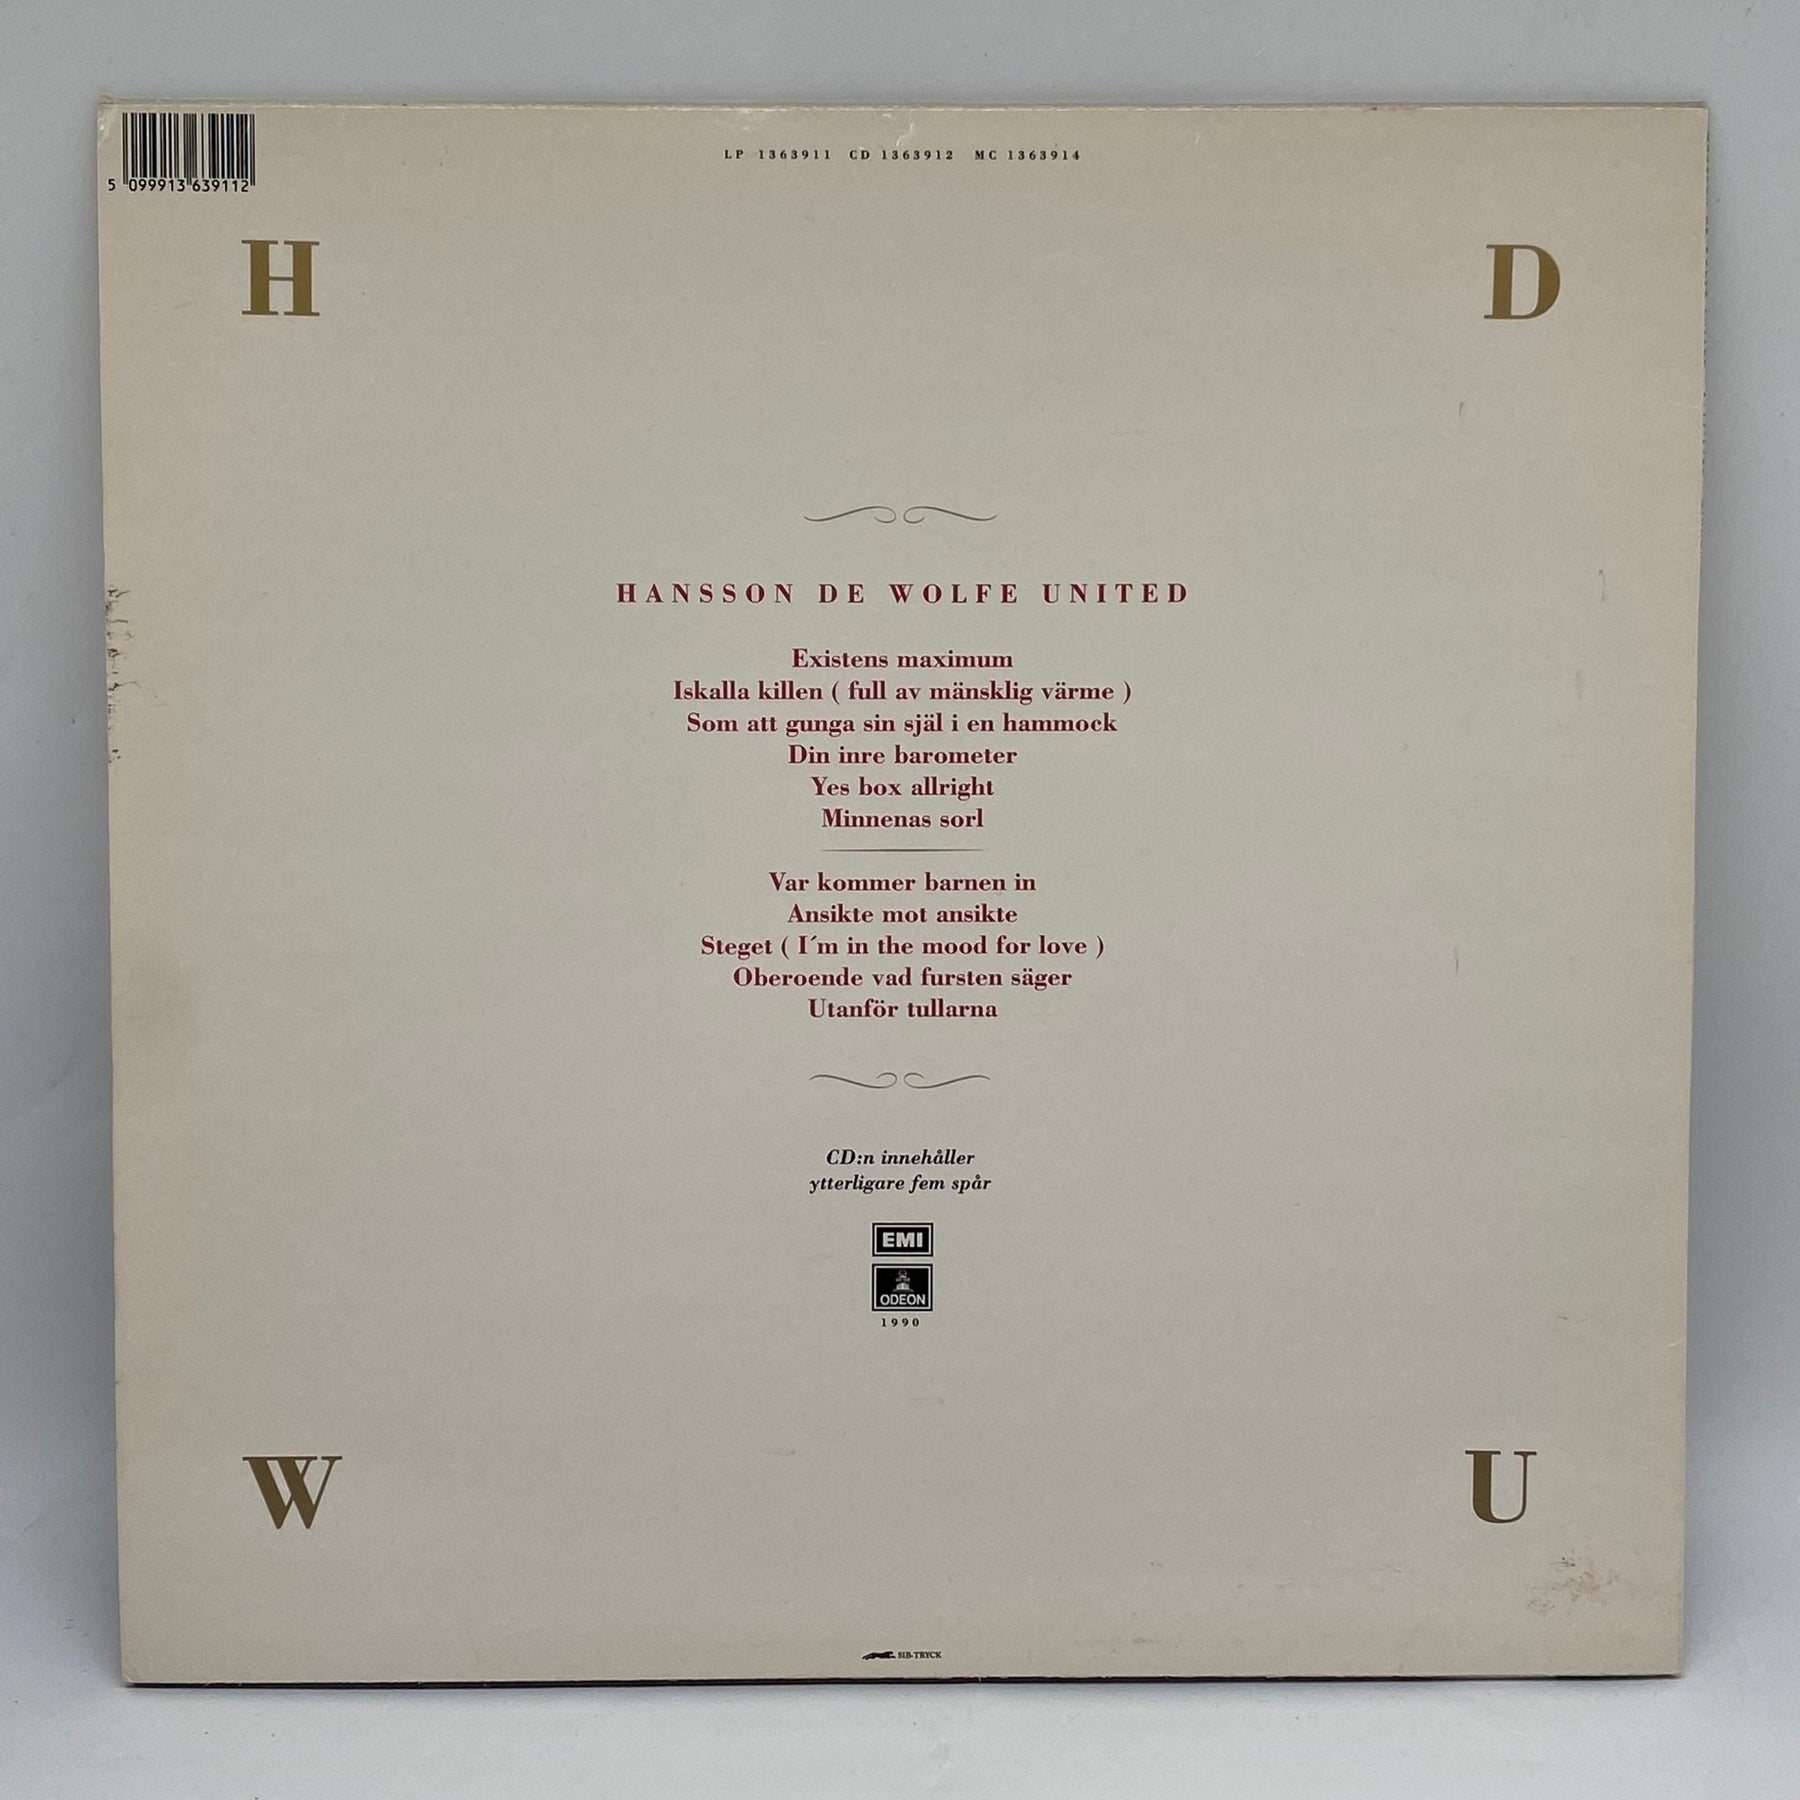 LP 1363911 CD 1363912 MC 1363914
5 099913 639112
H D
HANSSON DE WOLFE UNITED
Existens maximum
Iskalla killen ( full av mänsklig värme )
Som att gunga sin själ i en hammock
Din inre barometer
Yes box allright
Minnenas sorl
Var kommer barnen in
Ansikte mot ansikte
Steget ( I´m in the mood for love )
Oberoende vad fursten säger
Utanför tullarna
CD:n innehåller
ytterligare fem spår
EMI
ODEON
1990
W U
SIB-TRYCK